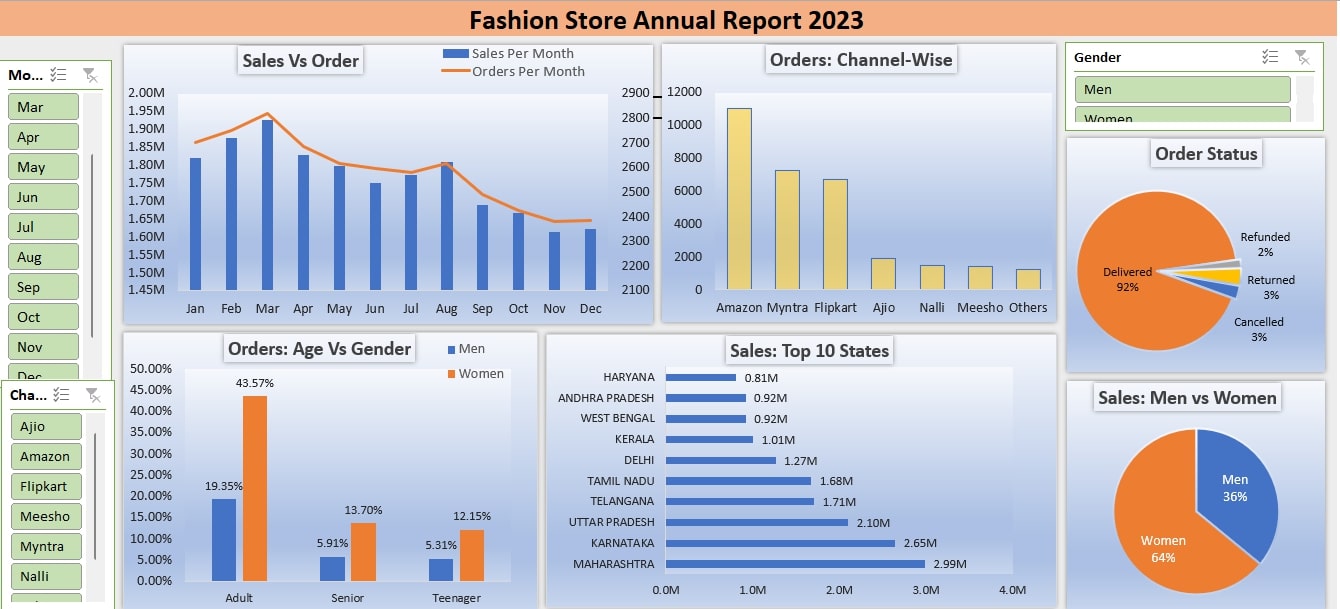 Fashion Store Annual Report 2023
Mo...
Mar
Apr
May
Jun
Jul
Aug
Sep
Oct
Nov
Dec
Cha...
Ajio
Amazon
Flipkart
Meesho
Myntra
Nalli
Sales Vs Order
Sales Per Month
Orders Per Month
2.00M
1.95M
1.90M
1.85M
1.80M
1.75M
1.70M
1.65M
1.60M
1.55M
1.50M
1.45M
2900
2800
2700
2600
2500
2400
2300
2200
2100
Jan Feb Mar Apr May Jun Jul Aug Sep Oct Nov Dec
Orders: Channel-Wise
12000
10000
8000
6000
4000
2000
0
Amazon Myntra Flipkart Ajio Nalli Meesho Others
Gender
Men
Women
Order Status
Refunded
2%
Delivered
92%
Returned
3%
Cancelled
3%
Orders: Age Vs Gender
Men
Women
50.00%
45.00%
40.00%
35.00%
30.00%
25.00%
20.00%
15.00%
10.00%
5.00%
0.00%
43.57%
19.35%
13.70%
5.91%
12.15%
5.31%
Adult Senior Teenager
Sales: Top 10 States
HARYANA 0.81M
ANDHRA PRADESH 0.92M
WEST BENGAL 0.92M
KERALA 1.01M
DELHI 1.27M
TAMIL NADU 1.68M
TELANGANA 1.71M
UTTAR PRADESH 2.10M
KARNATAKA 2.65M
MAHARASHTRA 2.99M
0.0M 1.0M 2.0M 3.0M 4.0M
Sales: Men vs Women
Men
36%
Women
64%